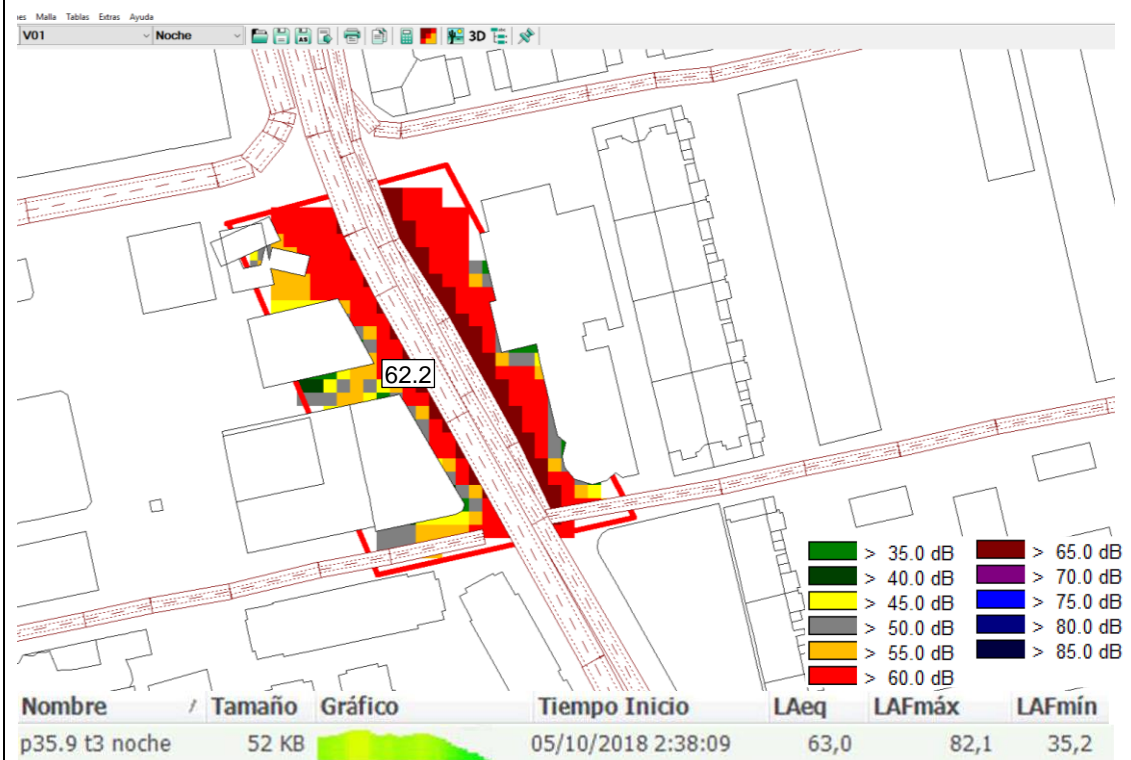 nes Malla Tablas Extras Ayuda
V01 Noche AS 3D
62.2
> 35.0 dB > 65.0 dB
> 40.0 dB > 70.0 dB
> 45.0 dB > 75.0 dB
> 50.0 dB > 80.0 dB
> 55.0 dB > 85.0 dB
> 60.0 dB
Nombre / Tamaño Gráfico Tiempo Inicio LAeq LAFmáx LAFmín
p35.9 t3 noche 52 KB 05/10/2018 2:38:09 63,0 82,1 35,2